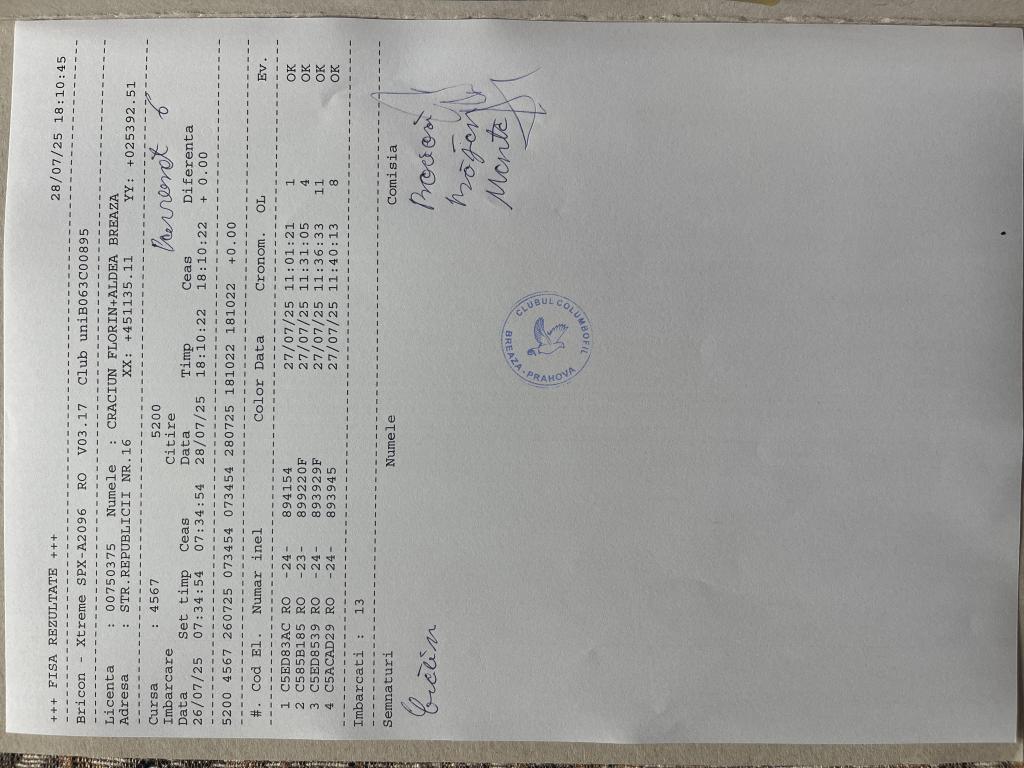 +++ FISA REZULTATE +++ 28/07/25 18:10:45
Bricon - Xtreme SPX-A2096 RO V03.17 Club uniB063C00895
Licenta : 00750375 Numele : CRACIUN FLORIN+ALDEA BREAZA
Adresa : STR.REPUBLICII NR.16 XX: +451135.11 YY: +025392.51
Cursa : 4567 5200
Imbarcare Citire
Data Set timp Ceas Data Timp Ceas Diferenta
26/07/25 07:34:54 07:34:54 28/07/25 18:10:22 18:10:22 + 0.00
5200 4567 260725 073454 073454 280725 181022 181022 +0.00
#. Cod El. Numar inel Color Data Cronom. OL Ev.
1 C5ED83AC RO -24- 894154 27/07/25 11:01:21 1 OK
2 C585B185 RO -23- 899220F 27/07/25 11:31:05 4 OK
3 C5ED8539 RO -24 893929F 27/07/25 11:36:33 11 OK
4 C5ACAD29 RO -24- 893945 27/07/25 11:40:13 8 OK
Imbarcati : 13
Semnaturi Numele Comisia
CLUBUL COLUMBOFIL
BREAZA - PRAHOVA